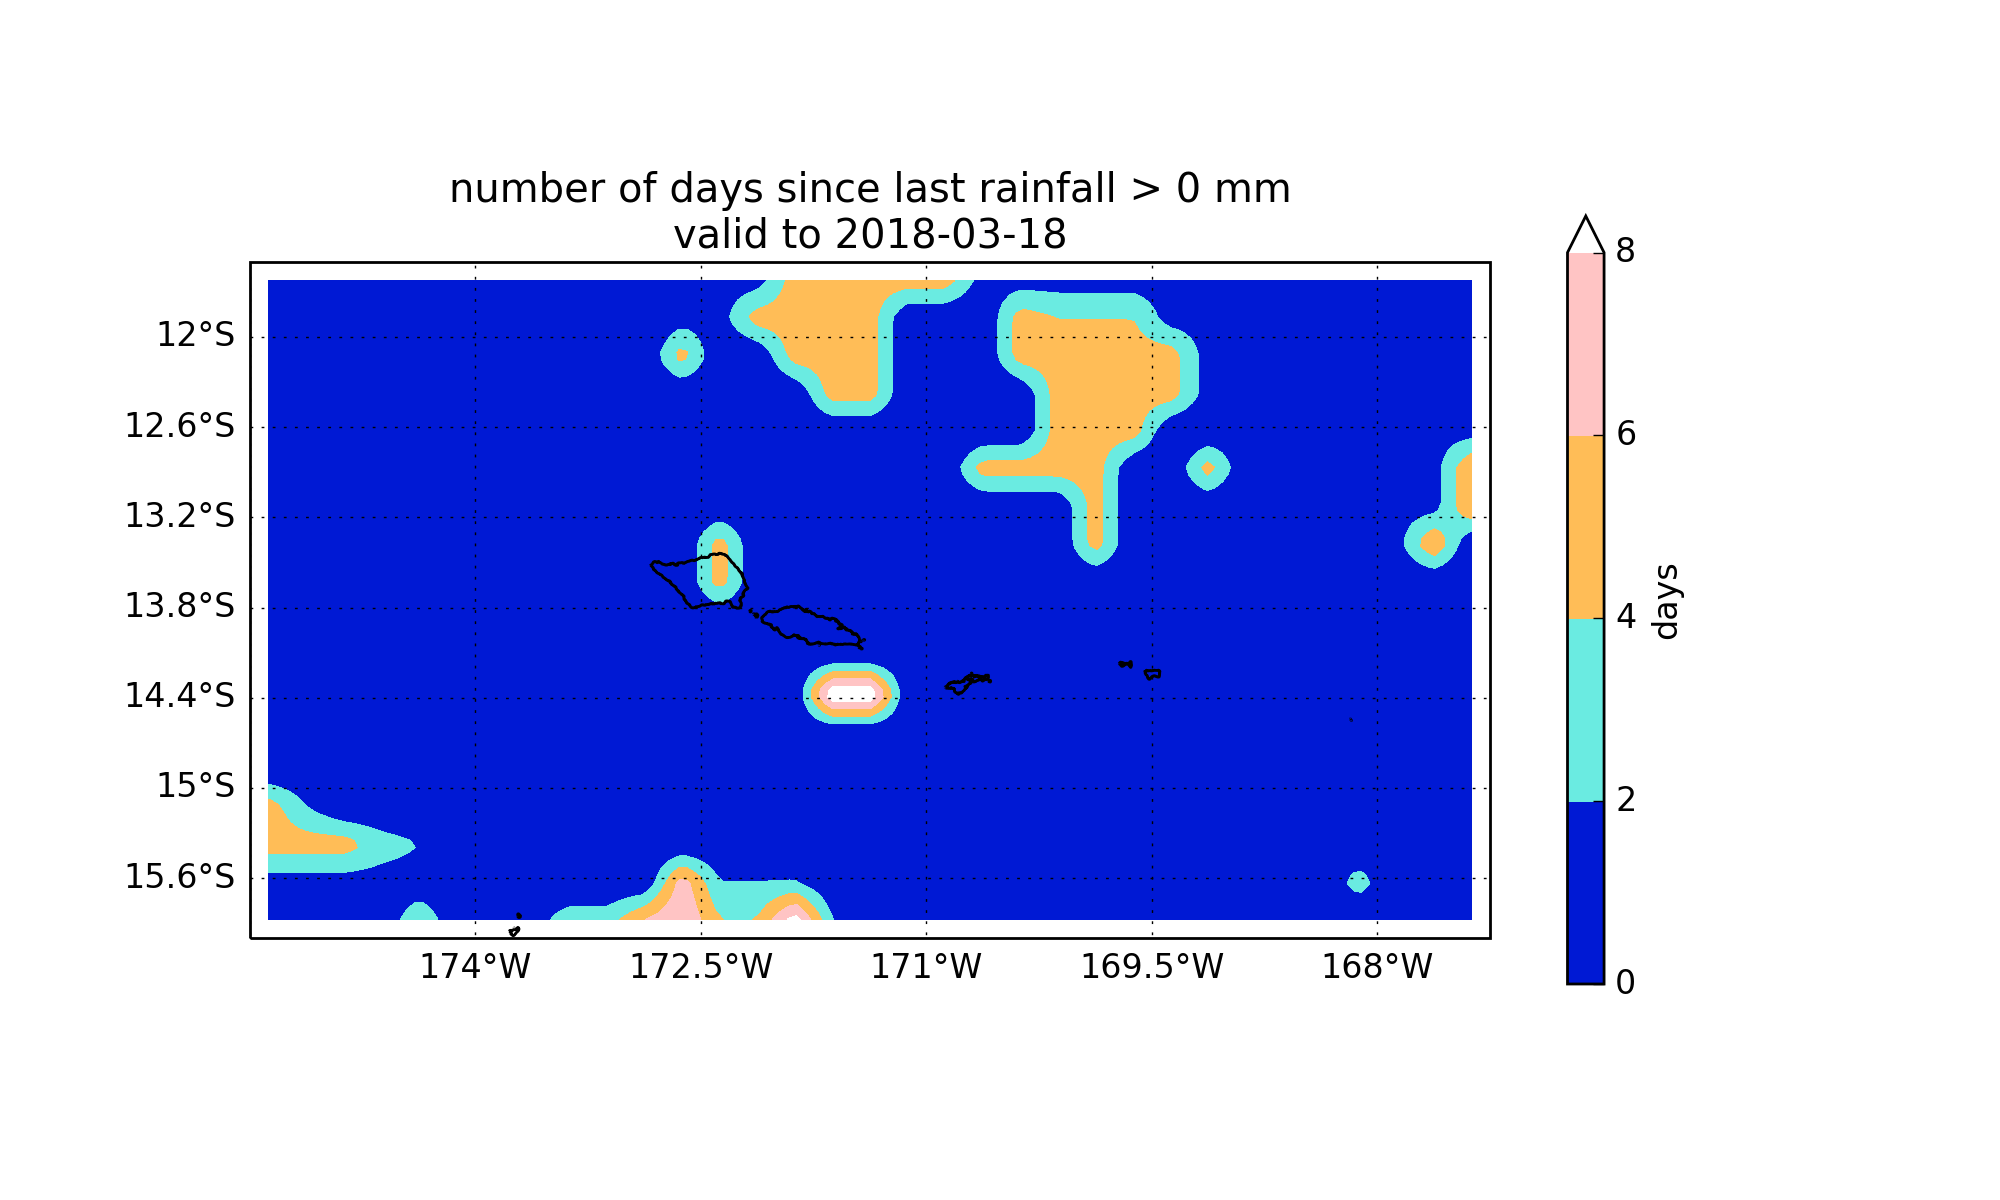 number of days since last rainfall > 0 mm
valid to 2018-03-18
12°S
12.6°S
13.2°S
13.8°S
14.4°S
15°S
15.6°S
174°W 172.5°W 171°W 169.5°W 168°W
8
6
4
2
0
days